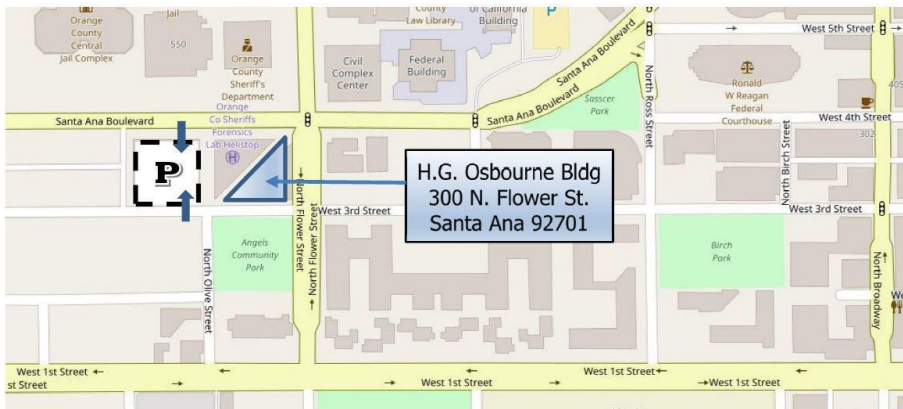 Orange
County
Central
Jail Complex
Jail
550
Orange
County
Sheriff's
Department
Orange
Co Sheriffs
Forensics
Lab Helistop
H
County
Law Library
of California
Building
P
Civil
Complex
Center
Federal
Building
Santa Ana Boulevard
Santa Ana Boulevard
Santa Ana Boulevard
Sasscer
Park
North Ross Street
West 5th Street
Ronald
W Reagan
Federal
Courthouse
West 4th Street
302
405
North Birch Street
P
H.G. Osbourne Bldg
300 N. Flower St.
Santa Ana 92701
North Flower Street
North Flower Street
West 3rd Street
West 3rd Street
Angels
Community
Park
North Olive Street
Birch
Park
North Broadway
We
West 1st Street
West 1st Street
st Street
West 1st Street
West 1st Street